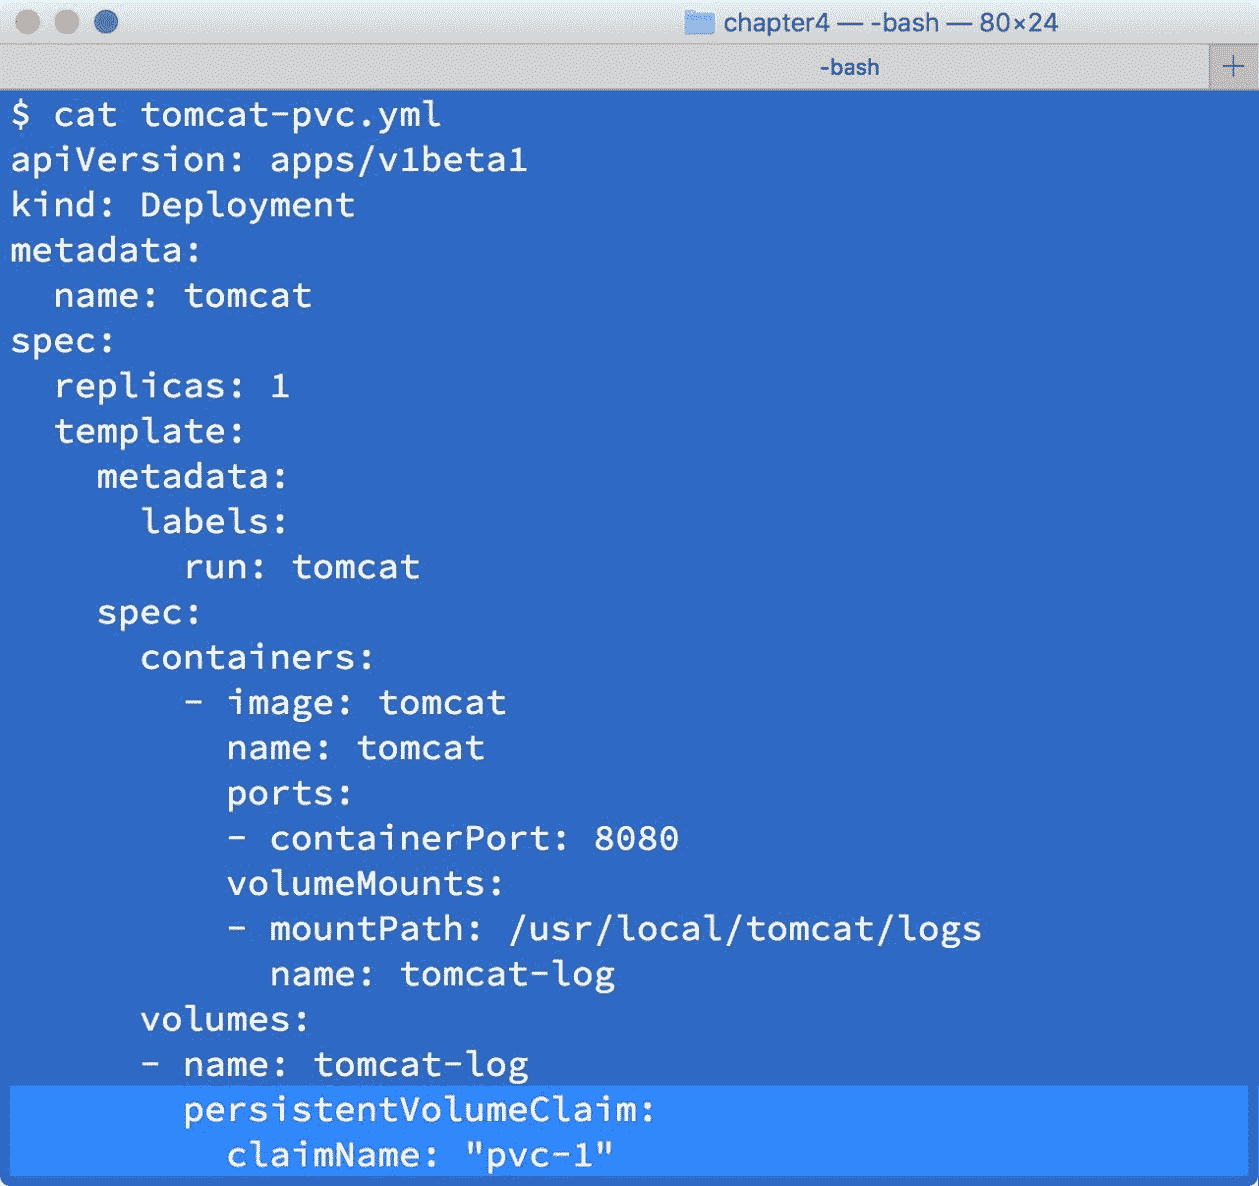 chapter4 — -bash — 80×24
-bash
+
$ cat tomcat-pvc.yml
apiVersion: apps/v1beta1
kind: Deployment
metadata:
  name: tomcat
spec:
  replicas: 1
  template:
    metadata:
      labels:
        run: tomcat
    spec:
      containers:
        - image: tomcat
          name: tomcat
          ports:
          - containerPort: 8080
          volumeMounts:
          - mountPath: /usr/local/tomcat/logs
            name: tomcat-log
      volumes:
      - name: tomcat-log
        persistentVolumeClaim:
          claimName: "pvc-1"